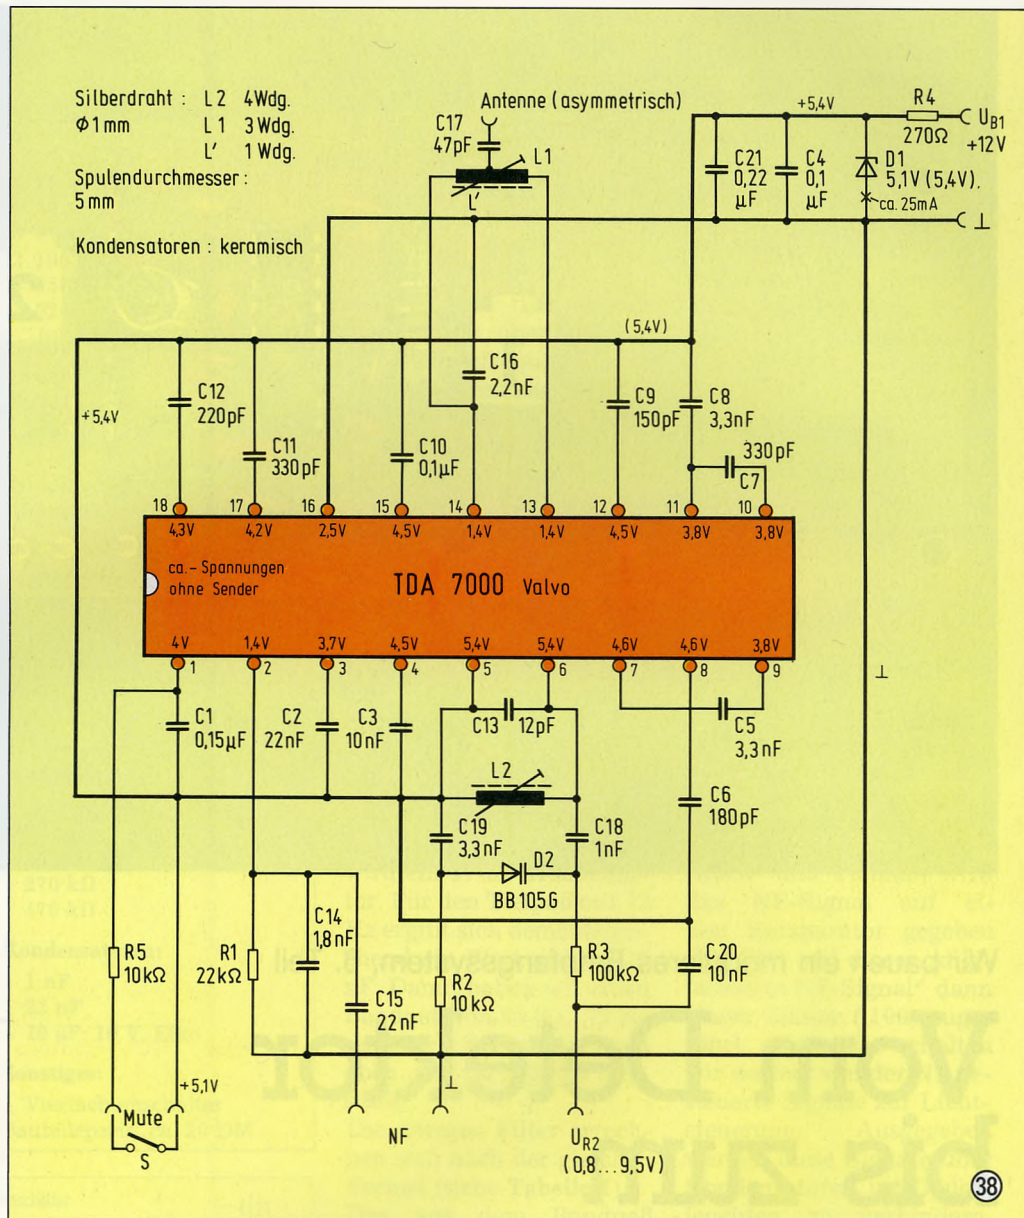 Silberdraht : L2 4Wdg.
Φ1mm L1 3Wdg.
L' 1Wdg.
Spulendurchmesser :
5mm
Kondensatoren : keramisch
Antenne (asymmetrisch)
C17
47pF
L1
L'
+5,4V
R4
270Ω
UB1
+12V
C21
0,22
µF
C4
0,1
µF
D1
5,1V (5,4V).
ca. 25mA
⊥
(5,4V)
+5,4V
C12
220pF
C11
330pF
C10
0,1µF
C16
2,2nF
C9
150pF
C8
3,3nF
330pF
C7
18 17 16 15 14 13 12 11 10
4,3V 4,2V 2,5V 4,5V 1,4V 1,4V 4,5V 3,8V 3,8V
ca.-Spannungen
ohne Sender
TDA 7000 Valvo
4V 1,4V 3,7V 4,5V 5,4V 5,4V 4,6V 4,6V 3,8V
1 2 3 4 5 6 7 8 9
⊥
C1
0,15µF
C2
22nF
C3
10nF
C13 12pF
C5
3,3nF
L2
C6
180pF
C19
3,3nF
C18
1nF
D2
BB105G
R5
10kΩ
R1
22kΩ
C14
1,8nF
C15
22nF
R2
10kΩ
R3
100kΩ
C20
10nF
+5,1V
Mute
S
NF
⊥
UR2
(0,8...9,5V)
38